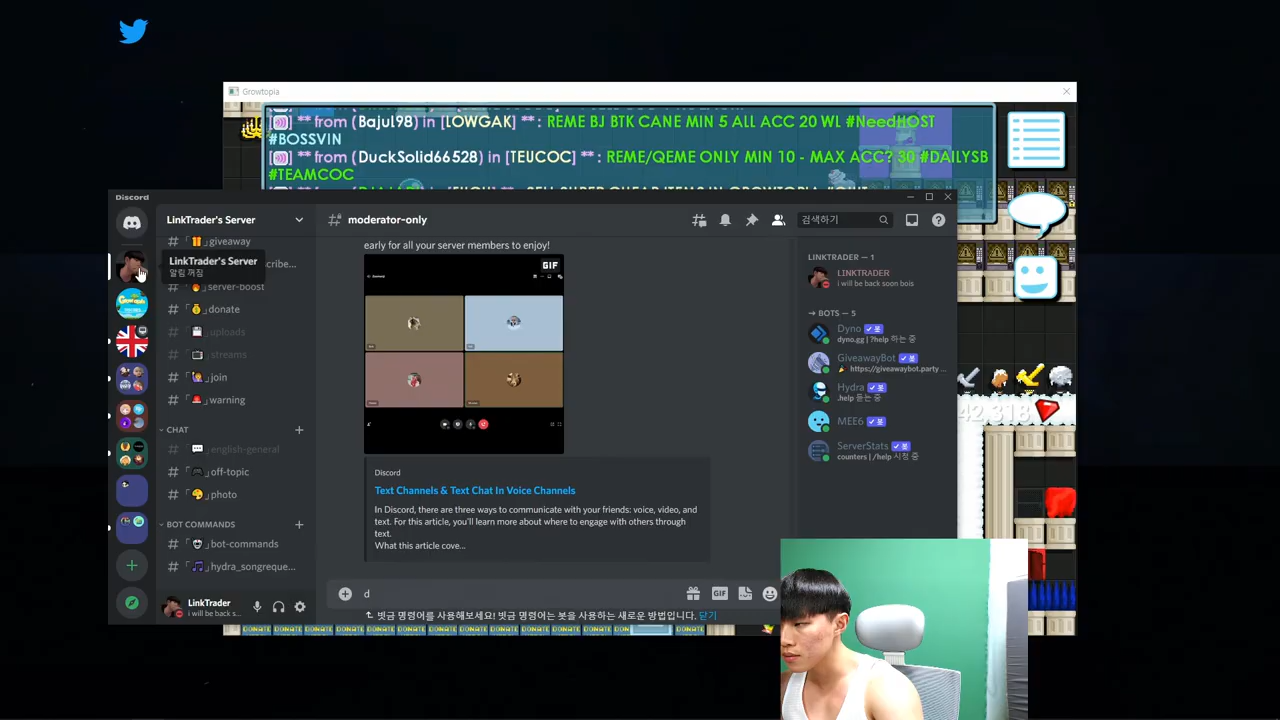 Growtopia
** from (Bajul98) in [LOWGAK] ** : REME BJ BTK CANE MIN 5 ALL ACC 20 WL #NeedHOST
#BOSSVIN
** from (DuckSolid66528) in [TEUCOC] ** : REME/QEME ONLY MIN 10 - MAX ACC? 30 #DAILYSB
#TEAMCOC
Discord
LinkTrader's Server
moderator-only
검색하기
giveaway
LinkTrader's Server
알림 꺼짐
server-boost
donate
uploads
streams
join
warning
CHAT
english-general
off-topic
photo
BOT COMMANDS
bot-commands
hydra_songreque...
LinkTrader
i will be back s...
early for all your server members to enjoy!
GIF
Discord
Text Channels & Text Chat In Voice Channels
In Discord, there are three ways to communicate with your friends: voice, video, and
text. For this article, you'll learn more about where to engage with others through
text.
What this article cove...
d
GIF
빗금 명령어를 사용해보세요! 빗금 명령어는 봇을 사용하는 새로운 방법입니다. 닫기
LINKTRADER — 1
LINKTRADER
i will be back soon bois
BOTS — 5
Dyno 봇
dyno.gg | ?help 하는 중
GiveawayBot 봇
https://giveawaybot.party ...
Hydra 봇
.help 듣는 중
MEE6 봇
ServerStats 봇
counters | /help 시청 중
42,318
DONATE DONATE DONATE DONATE DONATE DONATE DONATE DONATE DONATE DONATE DONATE